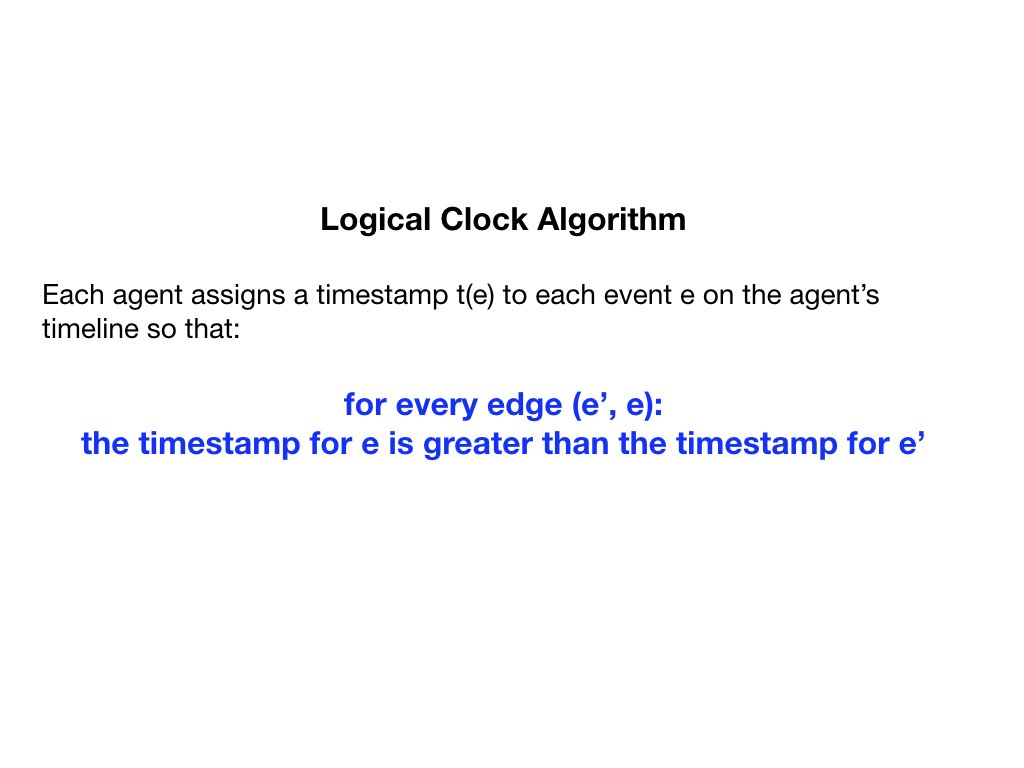 Logical Clock Algorithm
Each agent assigns a timestamp t(e) to each event e on the agent’s
timeline so that:
for every edge (e’, e):
the timestamp for e is greater than the timestamp for e’